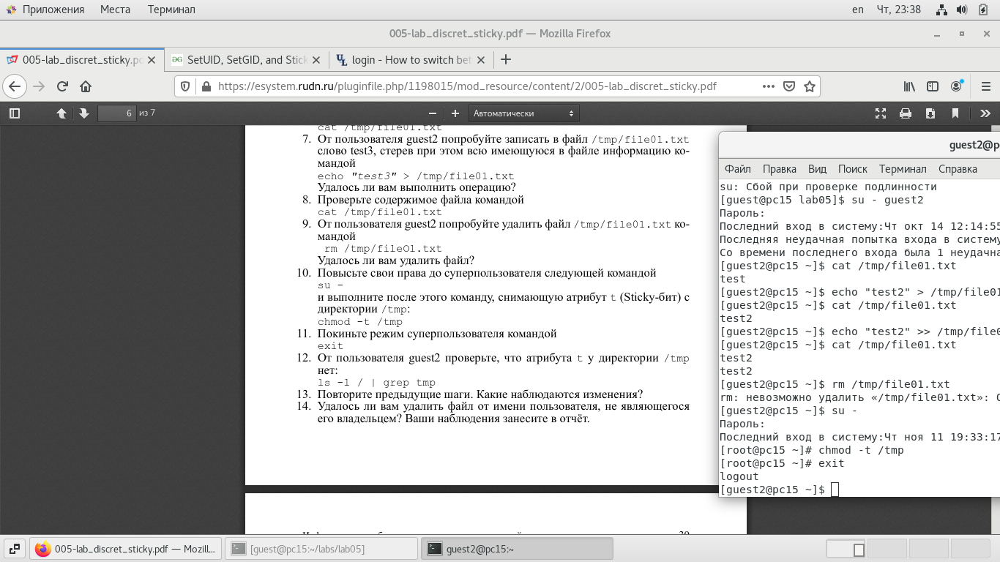 Приложения Места Терминал en Чт, 23:38
005-lab_discret_sticky.pdf — Mozilla Firefox
005-lab_discret_sticky.pd SetUID, SetGID, and Stick login - How to switch bet
https://esystem.rudn.ru/pluginfile.php/1198015/mod_resource/content/2/005-lab_discret_sticky.pdf
6 из 7 Автоматически
cat /tmp/file01.txt
7. От пользователя guest2 попробуйте записать в файл /tmp/file01.txt
слово test3, стерев при этом всю имеющуюся в файле информацию ко-
мандой
echo "test3" > /tmp/file01.txt
Удалось ли вам выполнить операцию?
8. Проверьте содержимое файла командой
cat /tmp/file01.txt
9. От пользователя guest2 попробуйте удалить файл /tmp/file01.txt ко-
мандой
rm /tmp/fileOl.txt
Удалось ли вам удалить файл?
10. Повысьте свои права до суперпользователя следующей командой
su -
и выполните после этого команду, снимающую атрибут t (Sticky-бит) с
директории /tmp:
chmod -t /tmp
11. Покиньте режим суперпользователя командой
exit
12. От пользователя guest2 проверьте, что атрибута t у директории /tmp
нет:
ls -l / | grep tmp
13. Повторите предыдущие шаги. Какие наблюдаются изменения?
14. Удалось ли вам удалить файл от имени пользователя, не являющегося
его владельцем? Ваши наблюдения занесите в отчёт.
guest2@p
Файл Правка Вид Поиск Терминал Справка
su: Сбой при проверке подлинности
[guest@pc15 lab05]$ su - guest2
Пароль:
Последний вход в систему:Чт окт 14 12:14:55
Последняя неудачная попытка входа в систему
Со времени последнего входа была 1 неудачна
[guest2@pc15 ~]$ cat /tmp/file01.txt
test
[guest2@pc15 ~]$ echo "test2" > /tmp/file01
[guest2@pc15 ~]$ cat /tmp/file01.txt
test2
[guest2@pc15 ~]$ echo "test2" >> /tmp/file0
[guest2@pc15 ~]$ cat /tmp/file01.txt
test2
test2
[guest2@pc15 ~]$ rm /tmp/file01.txt
rm: невозможно удалить «/tmp/file01.txt»: О
[guest2@pc15 ~]$ su -
Пароль:
Последний вход в систему:Чт ноя 11 19:33:17
[root@pc15 ~]# chmod -t /tmp
[root@pc15 ~]# exit
logout
[guest2@pc15 ~]$
005-lab_discret_sticky.pdf — Mozill... [guest@pc15:~/labs/lab05] guest2@pc15:~